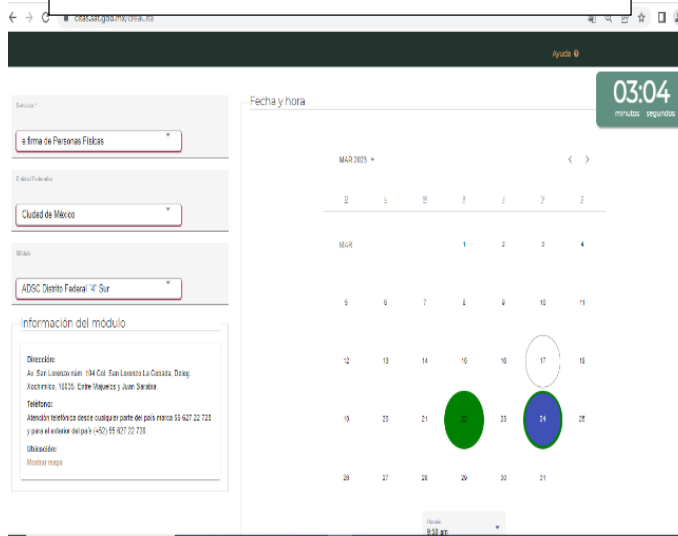 citas.sat.gob.mx/creaCita
Ayuda
03:04
minutos segundos
Servicios *
e.firma de Personas Físicas
Entidad Federativa
Ciudad de México
Módulo
ADSC Distrito Federal "4" Sur
Información del módulo
Dirección:
Av. San Lorenzo núm. 104 Col. San Lorenzo La Cebada, Deleg.
Xochimilco, 16035. Entre Majuelos y Juan Sarabia
Teléfono:
Atención telefónica desde cualquier parte del país marca 55 627 22 728
y para el exterior del país (+52) 55 627 22 728.
Ubicación:
Mostrar mapa
Fecha y hora
MAR 2025
D L M J V S
MAR 1 2 3 4
5 6 7 8 9 10 11
12 13 14 15 16 17 18
19 20 21 22 23 24 25
26 27 28 29 30 31
Horario
9:30 am